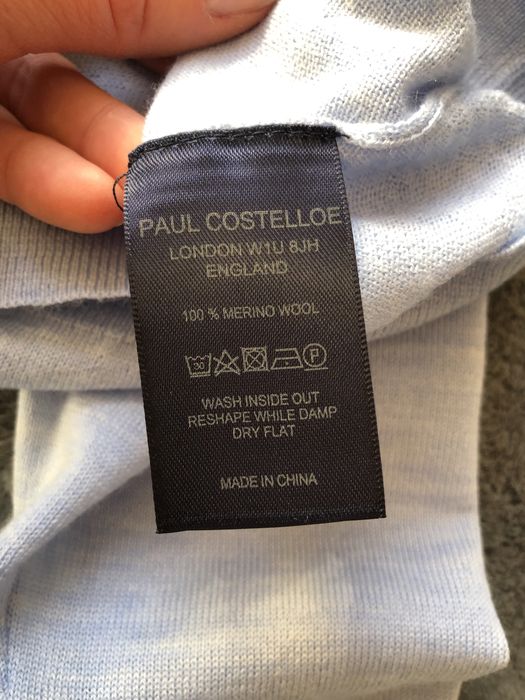 PAUL COSTELLOE
LONDON W1U 8JH
ENGLAND
100 % MERINO WOOL
30 P
WASH INSIDE OUT
RESHAPE WHILE DAMP
DRY FLAT
MADE IN CHINA